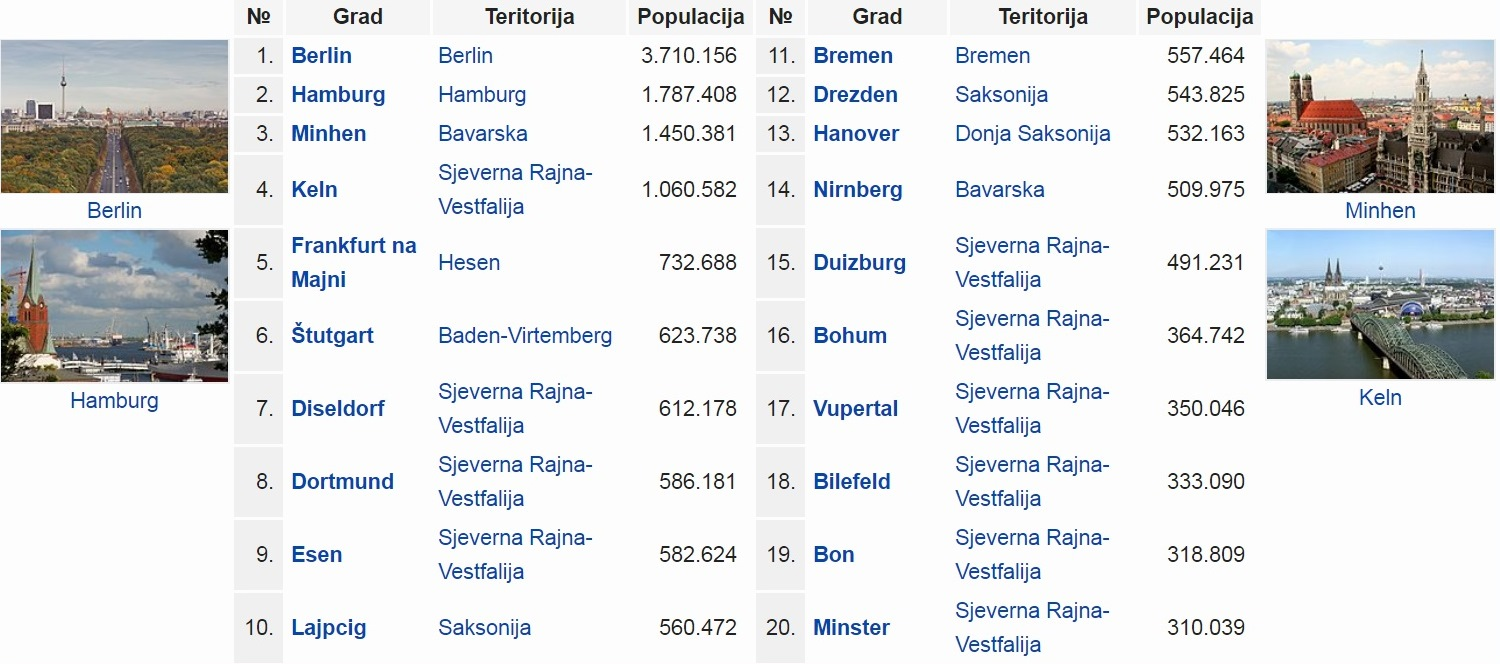 № Grad Teritorija Populacija № Grad Teritorija Populacija
1. Berlin Berlin 3.710.156 11. Bremen Bremen 557.464
2. Hamburg Hamburg 1.787.408 12. Drezden Saksonija 543.825
3. Minhen Bavarska 1.450.381 13. Hanover Donja Saksonija 532.163
4. Keln Sjeverna Rajna-
Vestfalija 1.060.582 14. Nirnberg Bavarska 509.975
5. Frankfurt na
Majni Hesen 732.688 15. Duizburg Sjeverna Rajna-
Vestfalija 491.231
6. Štutgart Baden-Virtemberg 623.738 16. Bohum Sjeverna Rajna-
Vestfalija 364.742
7. Diseldorf Sjeverna Rajna-
Vestfalija 612.178 17. Vupertal Sjeverna Rajna-
Vestfalija 350.046
8. Dortmund Sjeverna Rajna-
Vestfalija 586.181 18. Bilefeld Sjeverna Rajna-
Vestfalija 333.090
9. Esen Sjeverna Rajna-
Vestfalija 582.624 19. Bon Sjeverna Rajna-
Vestfalija 318.809
10. Lajpcig Saksonija 560.472 20. Minster Sjeverna Rajna-
Vestfalija 310.039
Berlin
Hamburg
Minhen
Keln